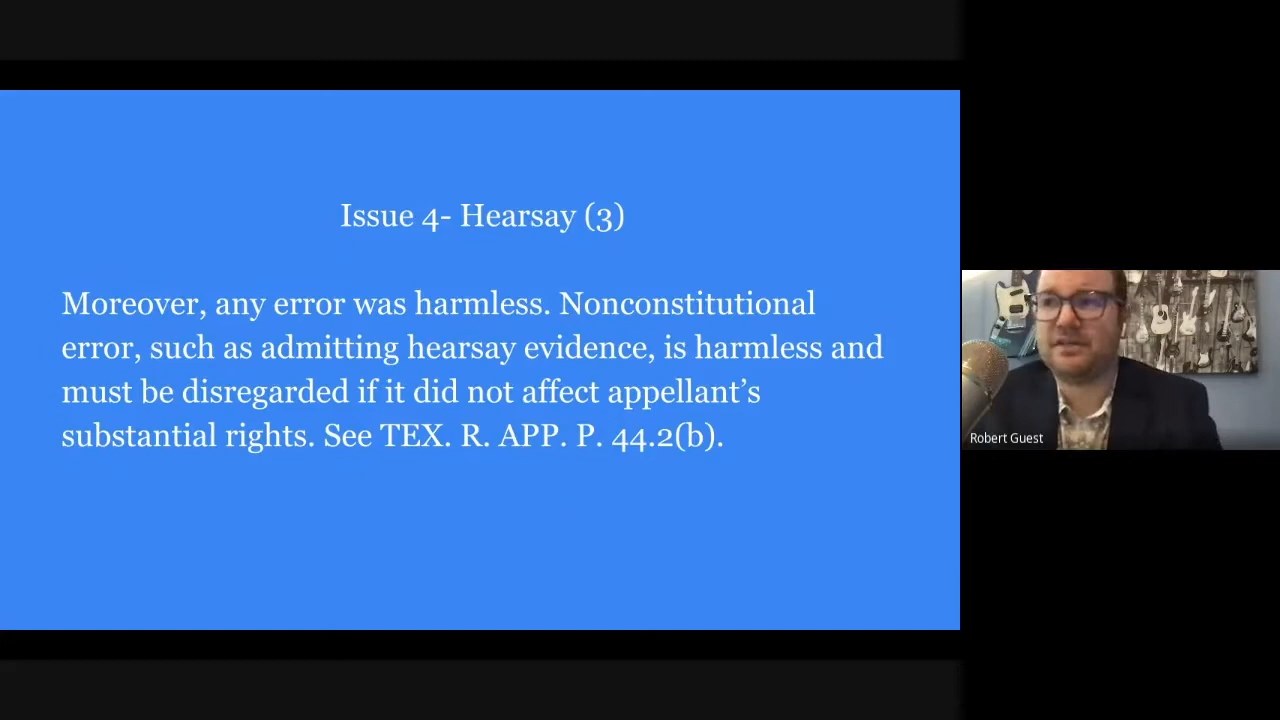 Issue 4- Hearsay (3)
Moreover, any error was harmless. Nonconstitutional
error, such as admitting hearsay evidence, is harmless and
must be disregarded if it did not affect appellant’s
substantial rights. See TEX. R. APP. P. 44.2(b).
Robert Guest